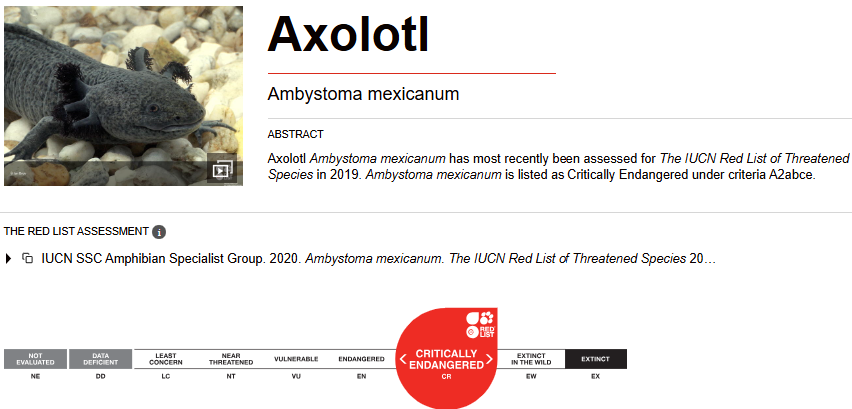 Axolotl
Ambystoma mexicanum
ABSTRACT
Axolotl Ambystoma mexicanum has most recently been assessed for The IUCN Red List of Threatened
Species in 2019. Ambystoma mexicanum is listed as Critically Endangered under criteria A2abce.
THE RED LIST ASSESSMENT i
IUCN SSC Amphibian Specialist Group. 2020. Ambystoma mexicanum. The IUCN Red List of Threatened Species 20…
RED
LIST
NOT
EVALUATED
DATA
DEFICIENT
LEAST
CONCERN
NEAR
THREATENED
VULNERABLE
ENDANGERED
< CRITICALLY >
ENDANGERED
EXTINCT
IN THE WILD
EXTINCT
NE
DD
LC
NT
VU
EN
CR
EW
EX